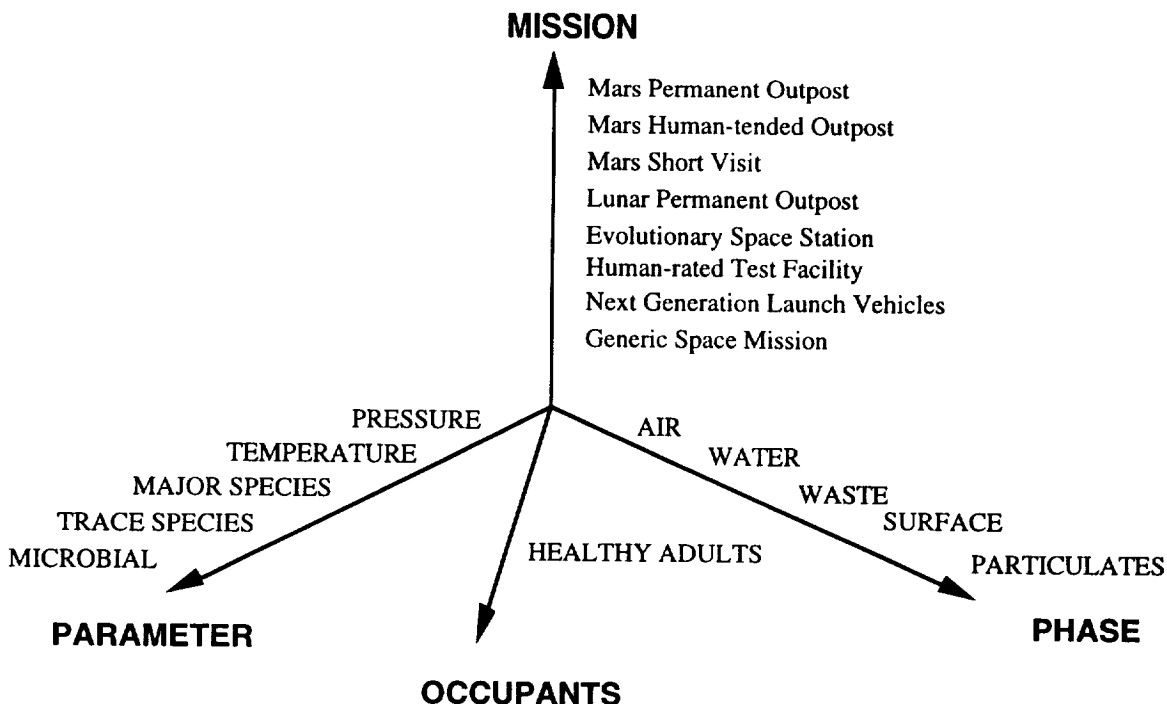 MISSION
Mars Permanent Outpost
Mars Human-tended Outpost
Mars Short Visit
Lunar Permanent Outpost
Evolutionary Space Station
Human-rated Test Facility
Next Generation Launch Vehicles
Generic Space Mission
PRESSURE
TEMPERATURE
MAJOR SPECIES
TRACE SPECIES
MICROBIAL
PARAMETER
HEALTHY ADULTS
OCCUPANTS
AIR
WATER
WASTE
SURFACE
PARTICULATES
PHASE